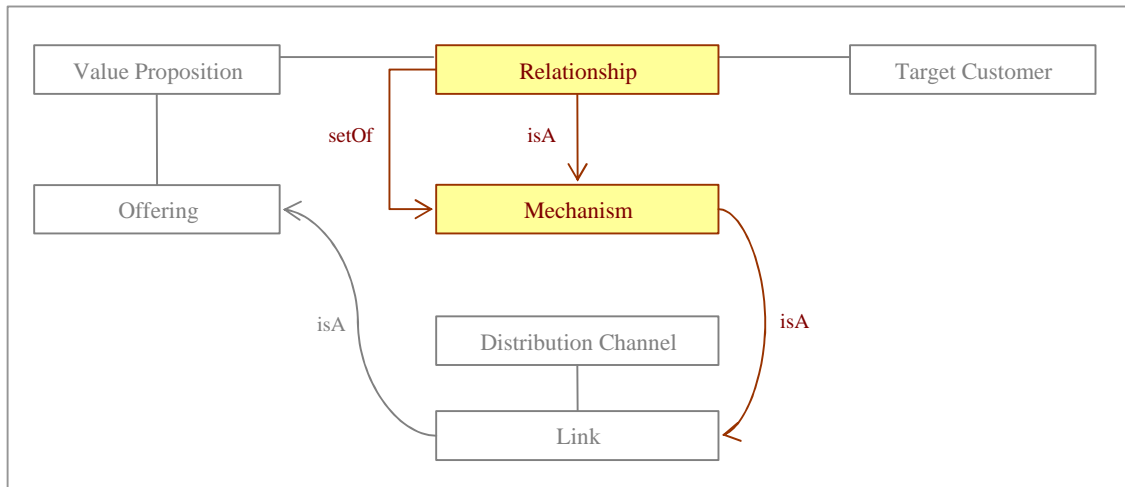 Value Proposition
Relationship
Target Customer
setOf
isA
Offering
Mechanism
isA
isA
Distribution Channel
Link